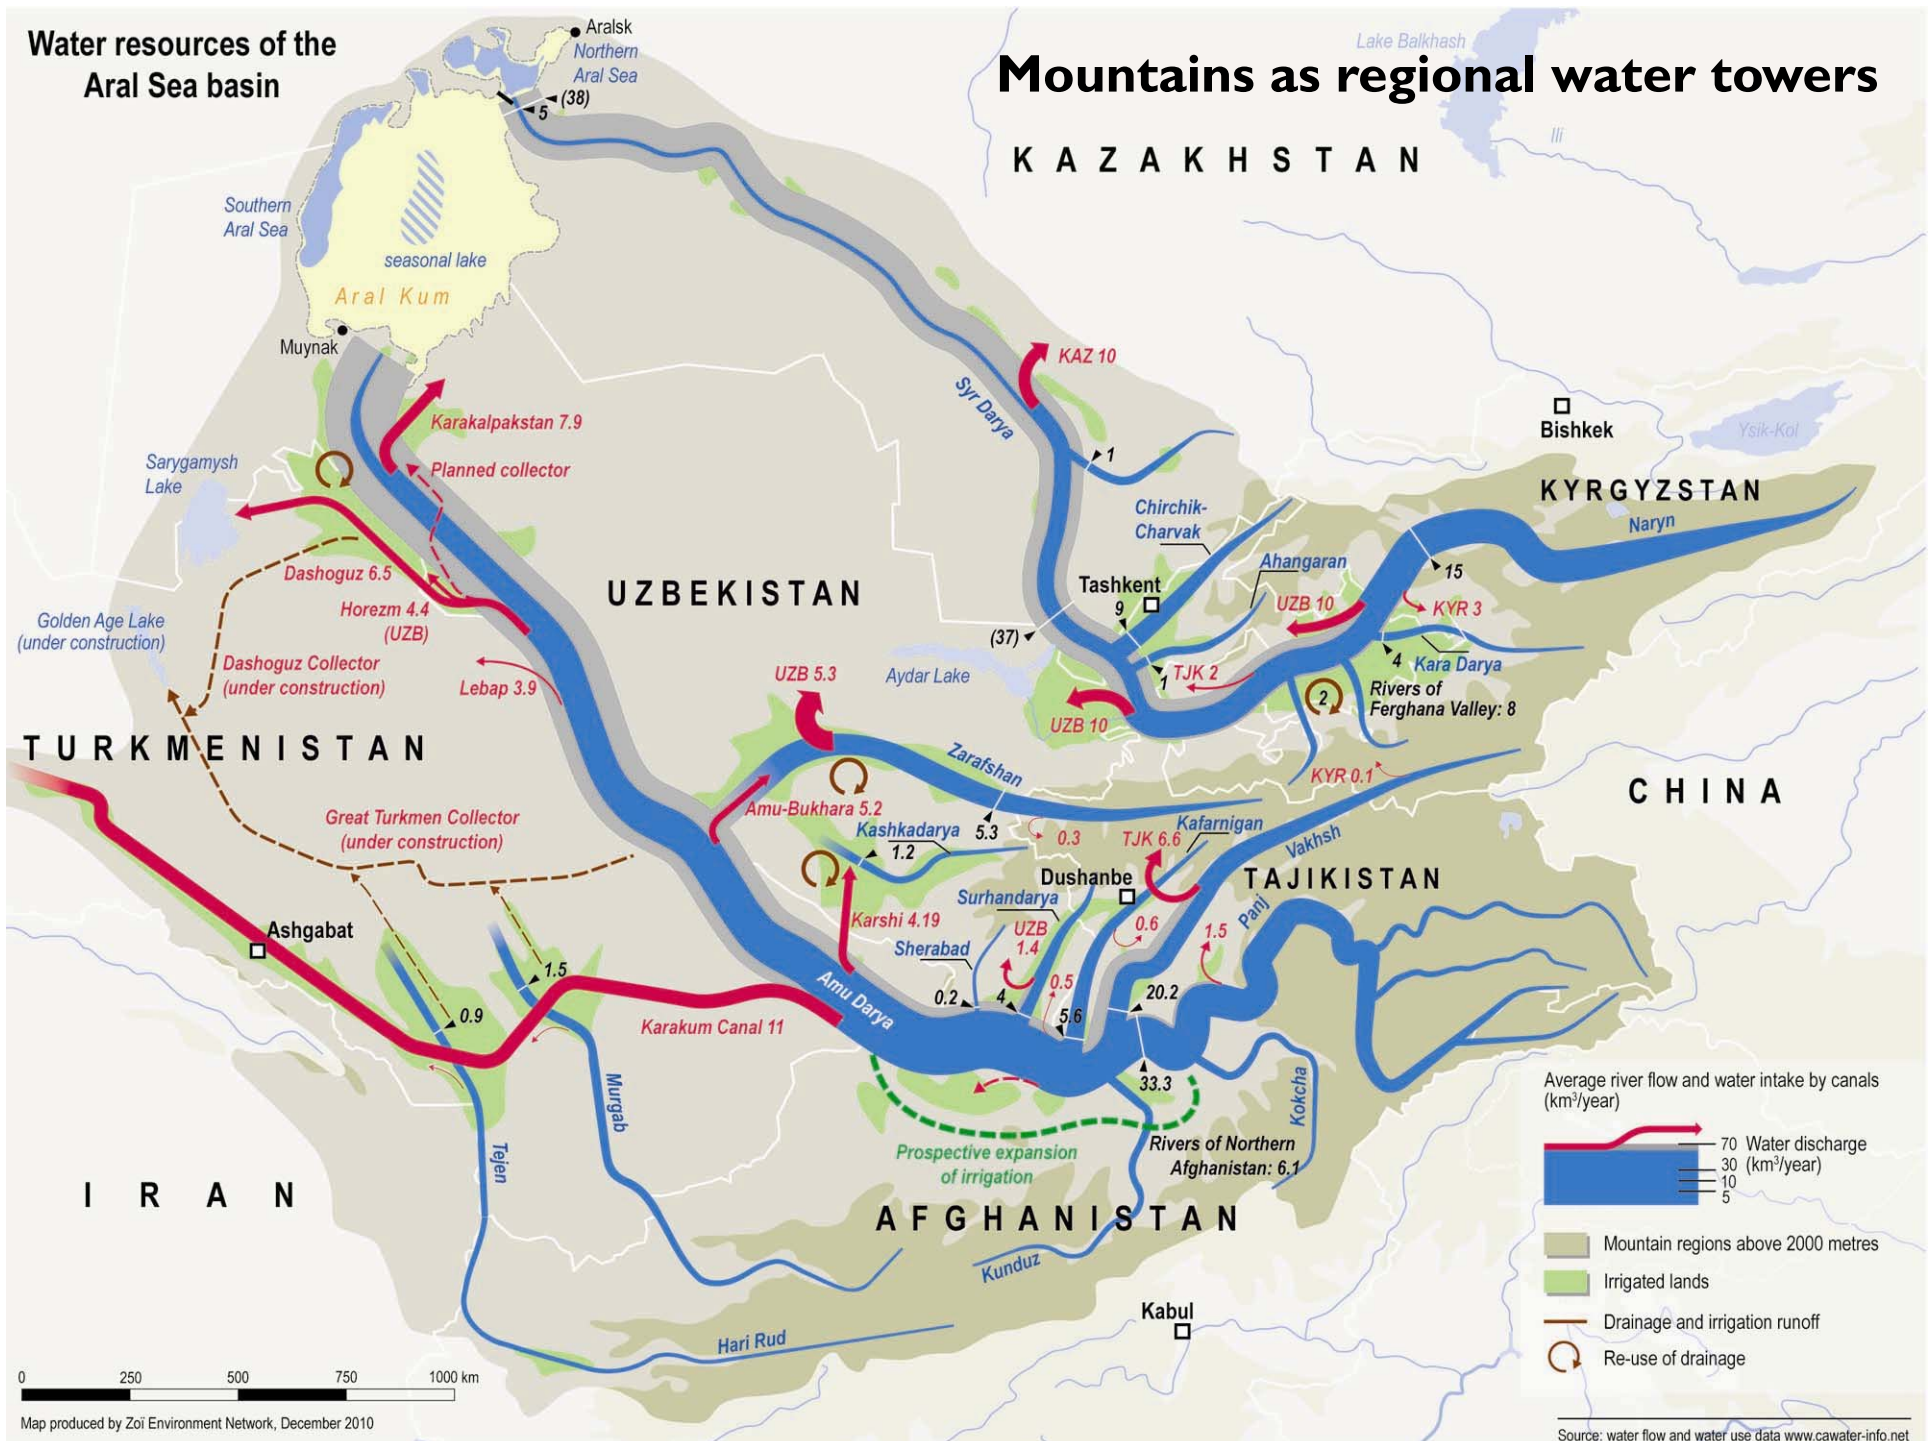 Water resources of the
Aral Sea basin
Mountains as regional water towers
Aralsk
Northern
Aral Sea
(38)
5
Lake Balkhash
Ili
KAZAKHSTAN
Southern
Aral Sea
seasonal lake
Aral Kum
Muynak
KAZ 10
Syr Darya
1
Karakalpakstan 7.9
Planned collector
Sarygamysh
Lake
Bishkek
Ysik-Kol
KYRGYZSTAN
Naryn
Chirchik-
Charvak
Ahangaran
15
Dashoguz 6.5
Horezm 4.4
(UZB)
UZBEKISTAN
Tashkent
9
UZB 10
KYR 3
Golden Age Lake
(under construction)
(37)
4
Kara Darya
Dashoguz Collector
(under construction)
Lebap 3.9
UZB 5.3
Aydar Lake
TJK 2
1
2
Rivers of
Ferghana Valley: 8
UZB 10
TURKMENISTAN
Zarafshan
KYR 0.1
CHINA
Great Turkmen Collector
(under construction)
Amu-Bukhara 5.2
Kashkadarya
5.3
1.2
0.3
Kafarnigan
TJK 6.6
Vakhsh
Dushanbe
TAJIKISTAN
Surhandarya
Panj
Ashgabat
Karshi 4.19
Sherabad
UZB
1.4
0.6
1.5
1.5
Amu Darya
0.2
4
0.5
20.2
5.6
0.9
Karakum Canal 11
33.3
Murgab
Kokcha
Tejen
Prospective expansion
of irrigation
Rivers of Northern
Afghanistan: 6.1
IRAN
AFGHANISTAN
Kunduz
Kabul
Hari Rud
Average river flow and water intake by canals
(km³/year)
70 Water discharge
30 (km³/year)
10
5
Mountain regions above 2000 metres
Irrigated lands
Drainage and irrigation runoff
Re-use of drainage
0 250 500 750 1000 km
Map produced by Zoï Environment Network, December 2010
Source: water flow and water use data www.cawater-info.net